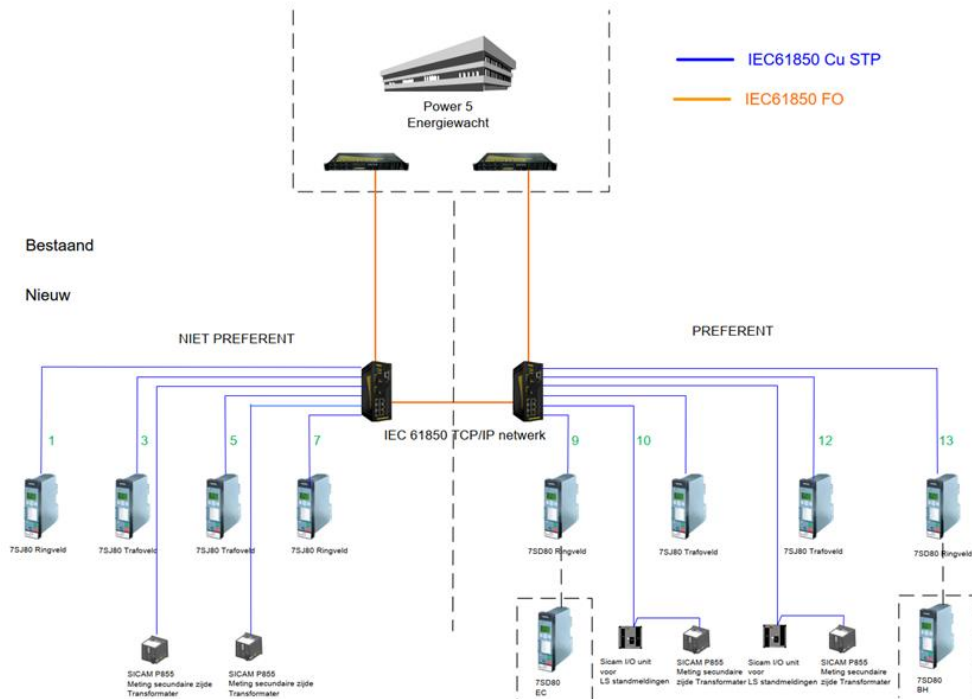 IEC61850 Cu STP
IEC61850 FO
Power 5
Energiewacht
Bestaand
Nieuw
NIET PREFERENT
PREFERENT
IEC 61850 TCP/IP netwerk
1
3
5
7
9
10
12
13
7SJ80 Ringveld
7SJ80 Trafoveld
7SJ80 Trafoveld
7SJ80 Ringveld
7SD80 Ringveld
7SJ80 Trafoveld
7SJ80 Trafoveld
7SD80 Ringveld
SICAM P855
Meting secundaire zijde
Transformater
SICAM P855
Meting secundaire zijde
Transformater
7SD80
EC
Sicam I/O unit
voor
LS standmeldingen
SICAM P855
Meting secundaire
zijde Transformater
Sicam I/O unit
voor
LS standmeldingen
SICAM P855
Meting secundaire
zijde Transformater
7SD80
BH